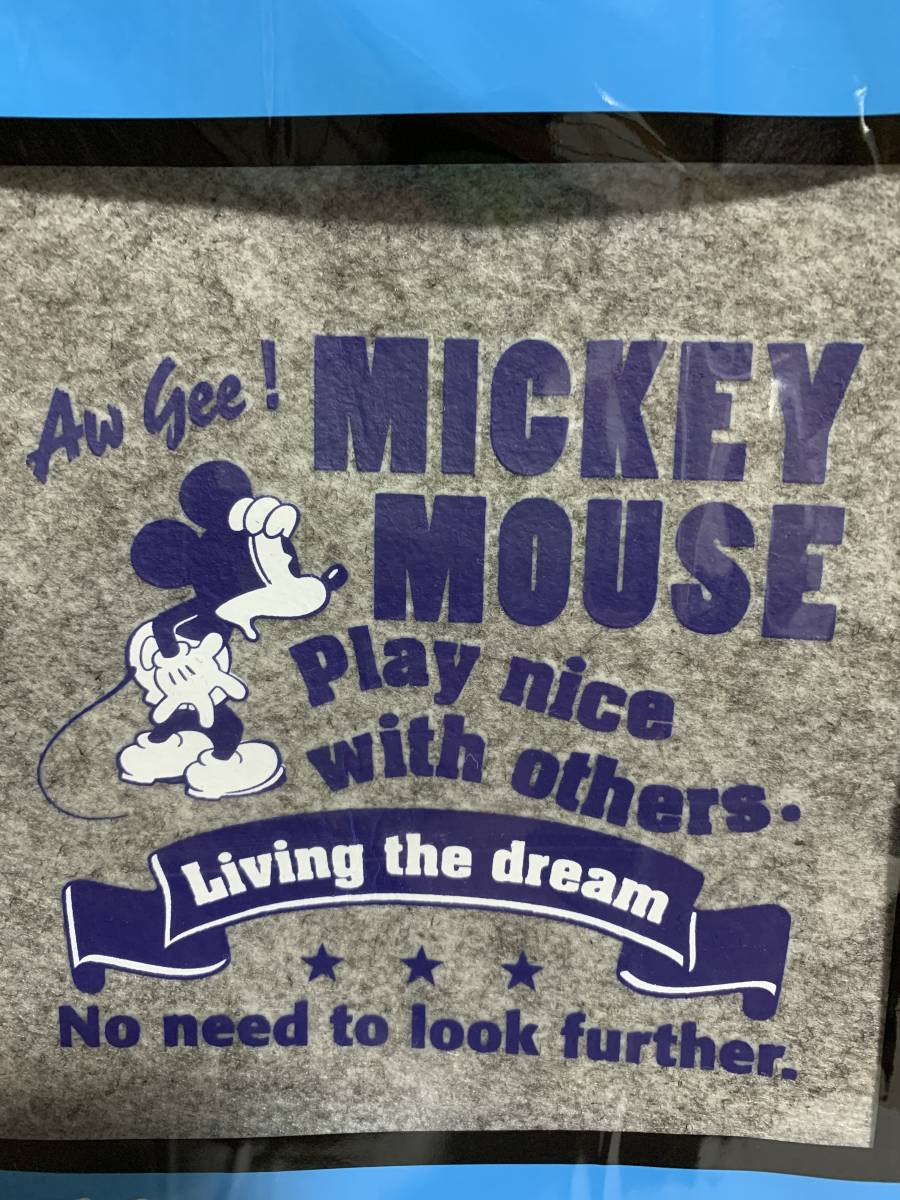 Aw Gee!
MICKEY
MOUSE
Play nice
with others.
Living the dream
No need to look further.